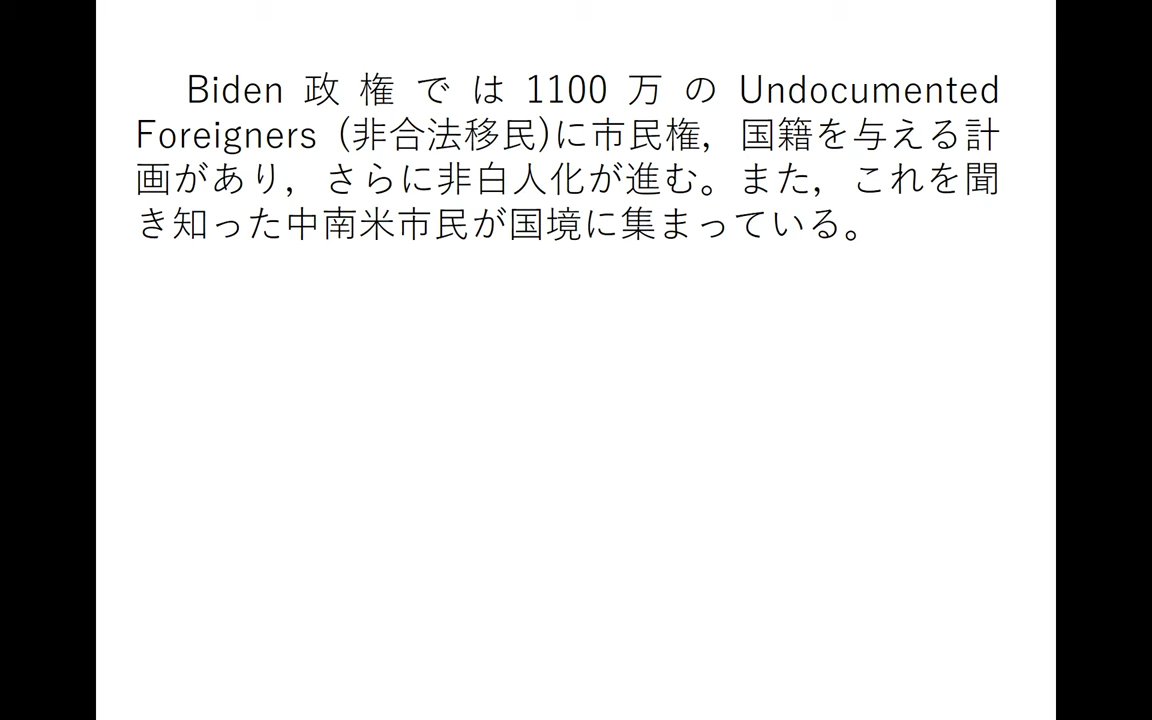 Biden 政権では 1100 万の Undocumented
Foreigners (非合法移民)に市民権，国籍を与える計
画があり，さらに非白人化が進む。また，これを聞
き知った中南米市民が国境に集まっている。